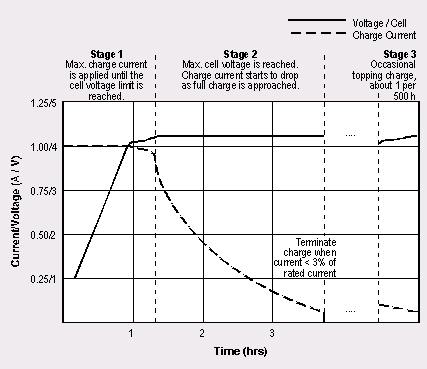 Voltage / Cell
Charge Current
Stage 1
Max. charge current
is applied until the
cell voltage limit is
reached.
Stage 2
Max. cell voltage is reached.
Charge current starts to drop
as full charge is approached.
Stage 3
Occasional
topping charge,
about 1 per
500 h
1.25/5
1.00/4
0.75/3
0.50/2
0.25/1
Current/Voltage (A / V)
Terminate
charge when
current < 3% of
rated current
1
2
3
Time (hrs)